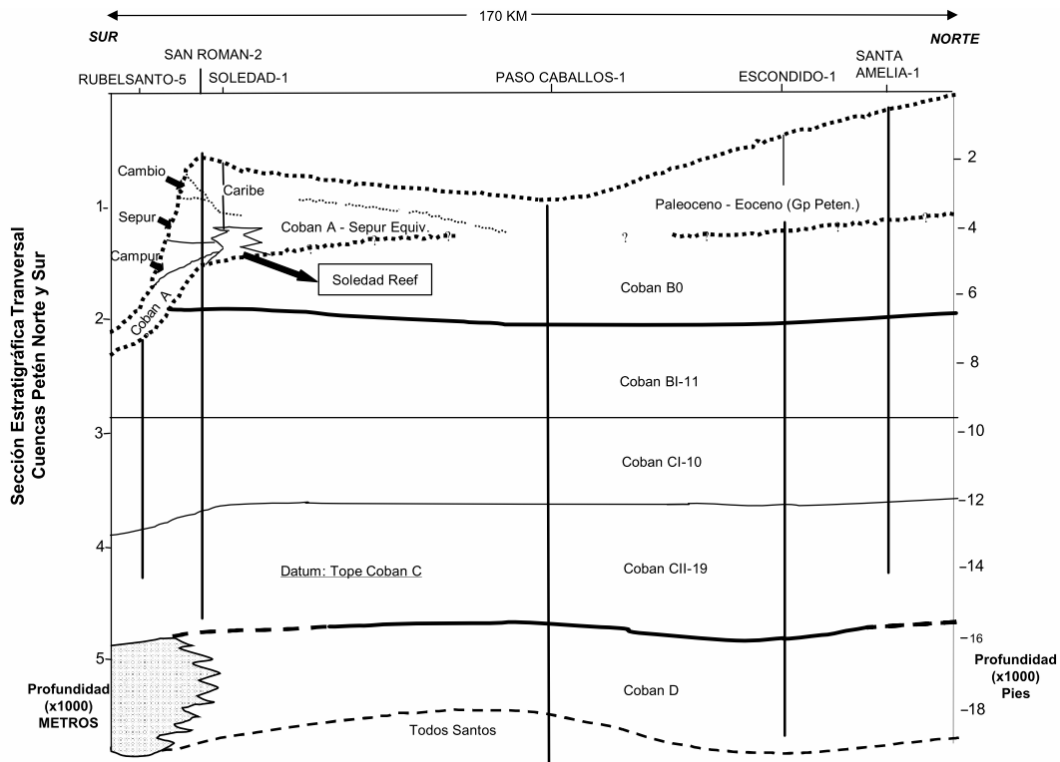 170 KM
SUR
NORTE
SAN ROMAN-2
SANTA
AMELIA-1
RUBELSANTO-5
SOLEDAD-1
PASO CABALLOS-1
ESCONDIDO-1
Sección Estratigráfica Tranversal
Cuencas Petén Norte y Sur
1
2
3
4
5
Profundidad
(x1000)
METROS
2
4
6
8
10
12
14
16
18
Profundidad
(x1000)
Pies
Cambio
Sepur
Campur
Coban A
Caribe
Coban A - Sepur Equiv.
? ? ? ? ? ? ?
Soledad Reef
Paleoceno - Eoceno (Gp Peten.)
Coban B0
Coban BI-11
Coban CI-10
Datum: Tope Coban C
Coban CII-19
Coban D
Todos Santos